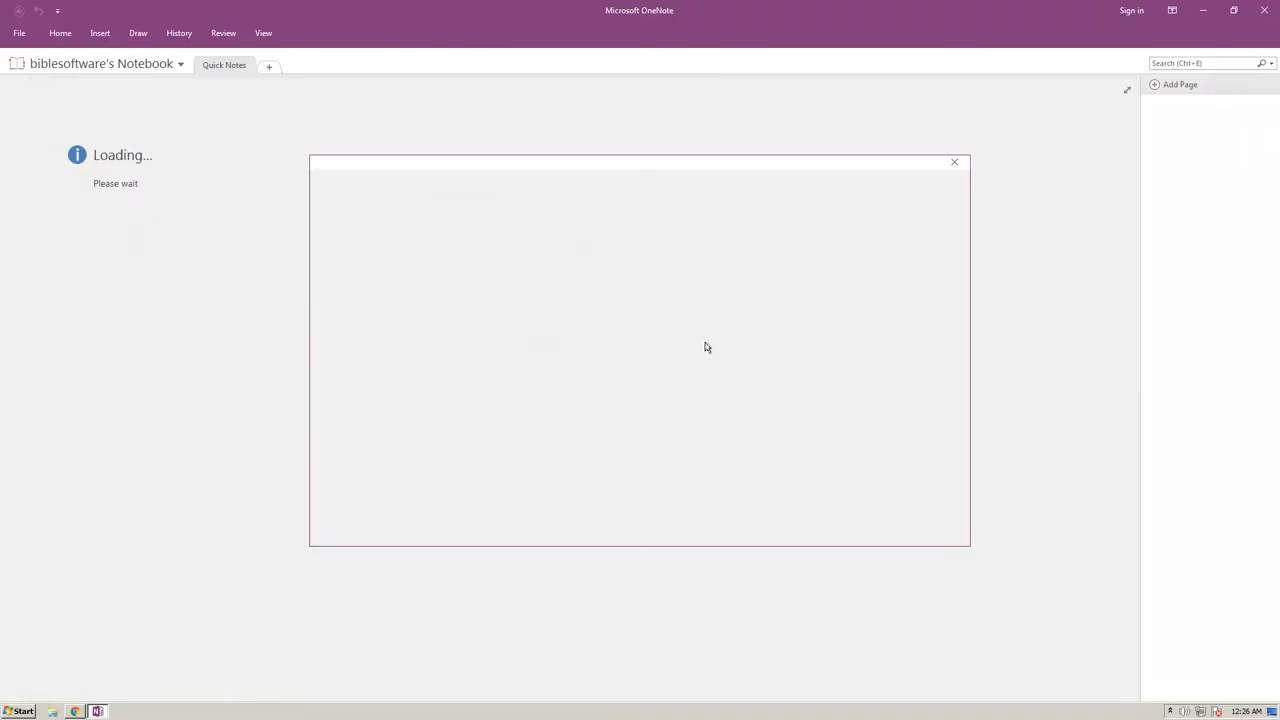 Microsoft OneNote
Sign in
File Home Insert Draw History Review View
biblesoftware's Notebook Quick Notes Search (Ctrl+E)
Add Page
Loading...
Please wait
Start
12:26 AM